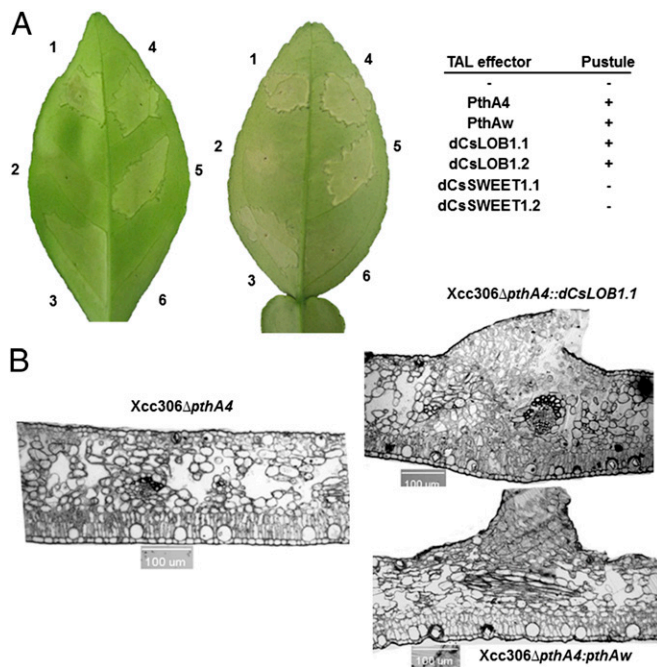 A
1
4
2
5
3
6
1
4
2
5
3
6
TAL effector Pustule
- -
PthA4 +
PthAw +
dCsLOB1.1 +
dCsLOB1.2 +
dCsSWEET1.1 -
dCsSWEET1.2 -
B
Xcc306ΔpthA4
100 um
Xcc306ΔpthA4::dCsLOB1.1
100 um
100 um
Xcc306ΔpthA4:pthAw